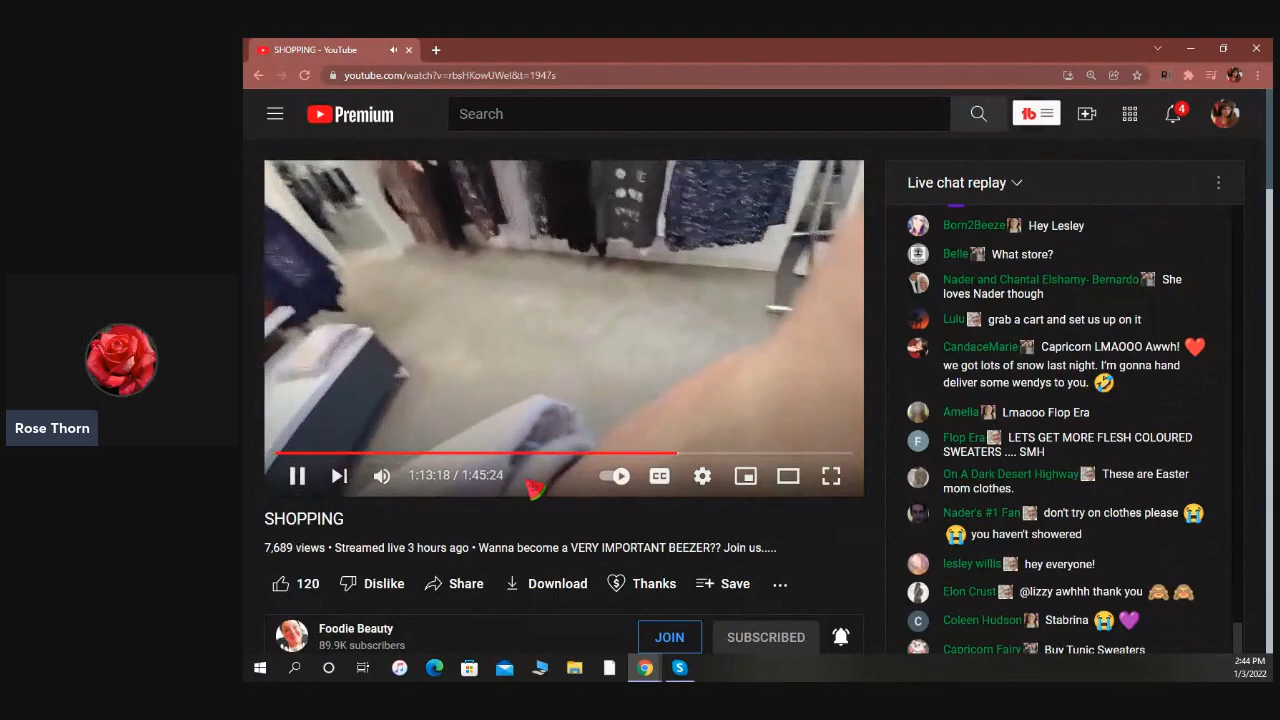 SHOPPING - YouTube
youtube.com/watch?v=rbsHKowUWeI&t=1947s
Premium
Search
4
Live chat replay
Born2Beeze Hey Lesley
Belle What store?
Nader and Chantal Elshamy- Bernardo She
loves Nader though
Lulu grab a cart and set us up on it
CandaceMarie Capricorn LMAOOO Awwh! ❤️
we got lots of snow last night. I'm gonna hand
deliver some wendys to you. 🤣
Amelia Lmaooo Flop Era
F Flop Era LETS GET MORE FLESH COLOURED
SWEATERS .... SMH
On A Dark Desert Highway These are Easter
mom clothes.
Nader's #1 Fan don't try on clothes please 😭
😭 you haven't showered
lesley willis hey everyone!
Elon Crust @lizzy awhhh thank you 🙈 🙈
C Coleen Hudson Stabrina 😭 💜
Capricorn Fairy Buy Tunic Sweaters
Rose Thorn
1:13:18 / 1:45:24
CC
SHOPPING
7,689 views • Streamed live 3 hours ago • Wanna become a VERY IMPORTANT BEEZER?? Join us.....
120 Dislike Share Download Thanks Save ...
Foodie Beauty
89.9K subscribers
JOIN
SUBSCRIBED
2:44 PM
1/3/2022